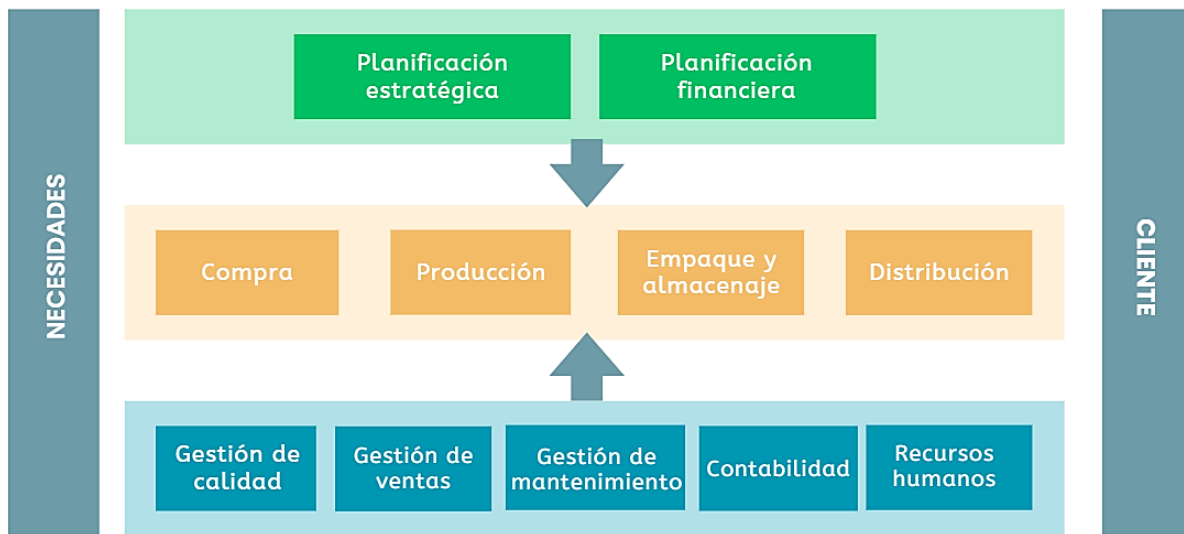 NECESIDADES
Planificación
estratégica
Planificación
financiera
Compra
Producción
Empaque y
almacenaje
Distribución
Gestión de
calidad
Gestión de
ventas
Gestión de
mantenimiento
Contabilidad
Recursos
humanos
CLIENTE